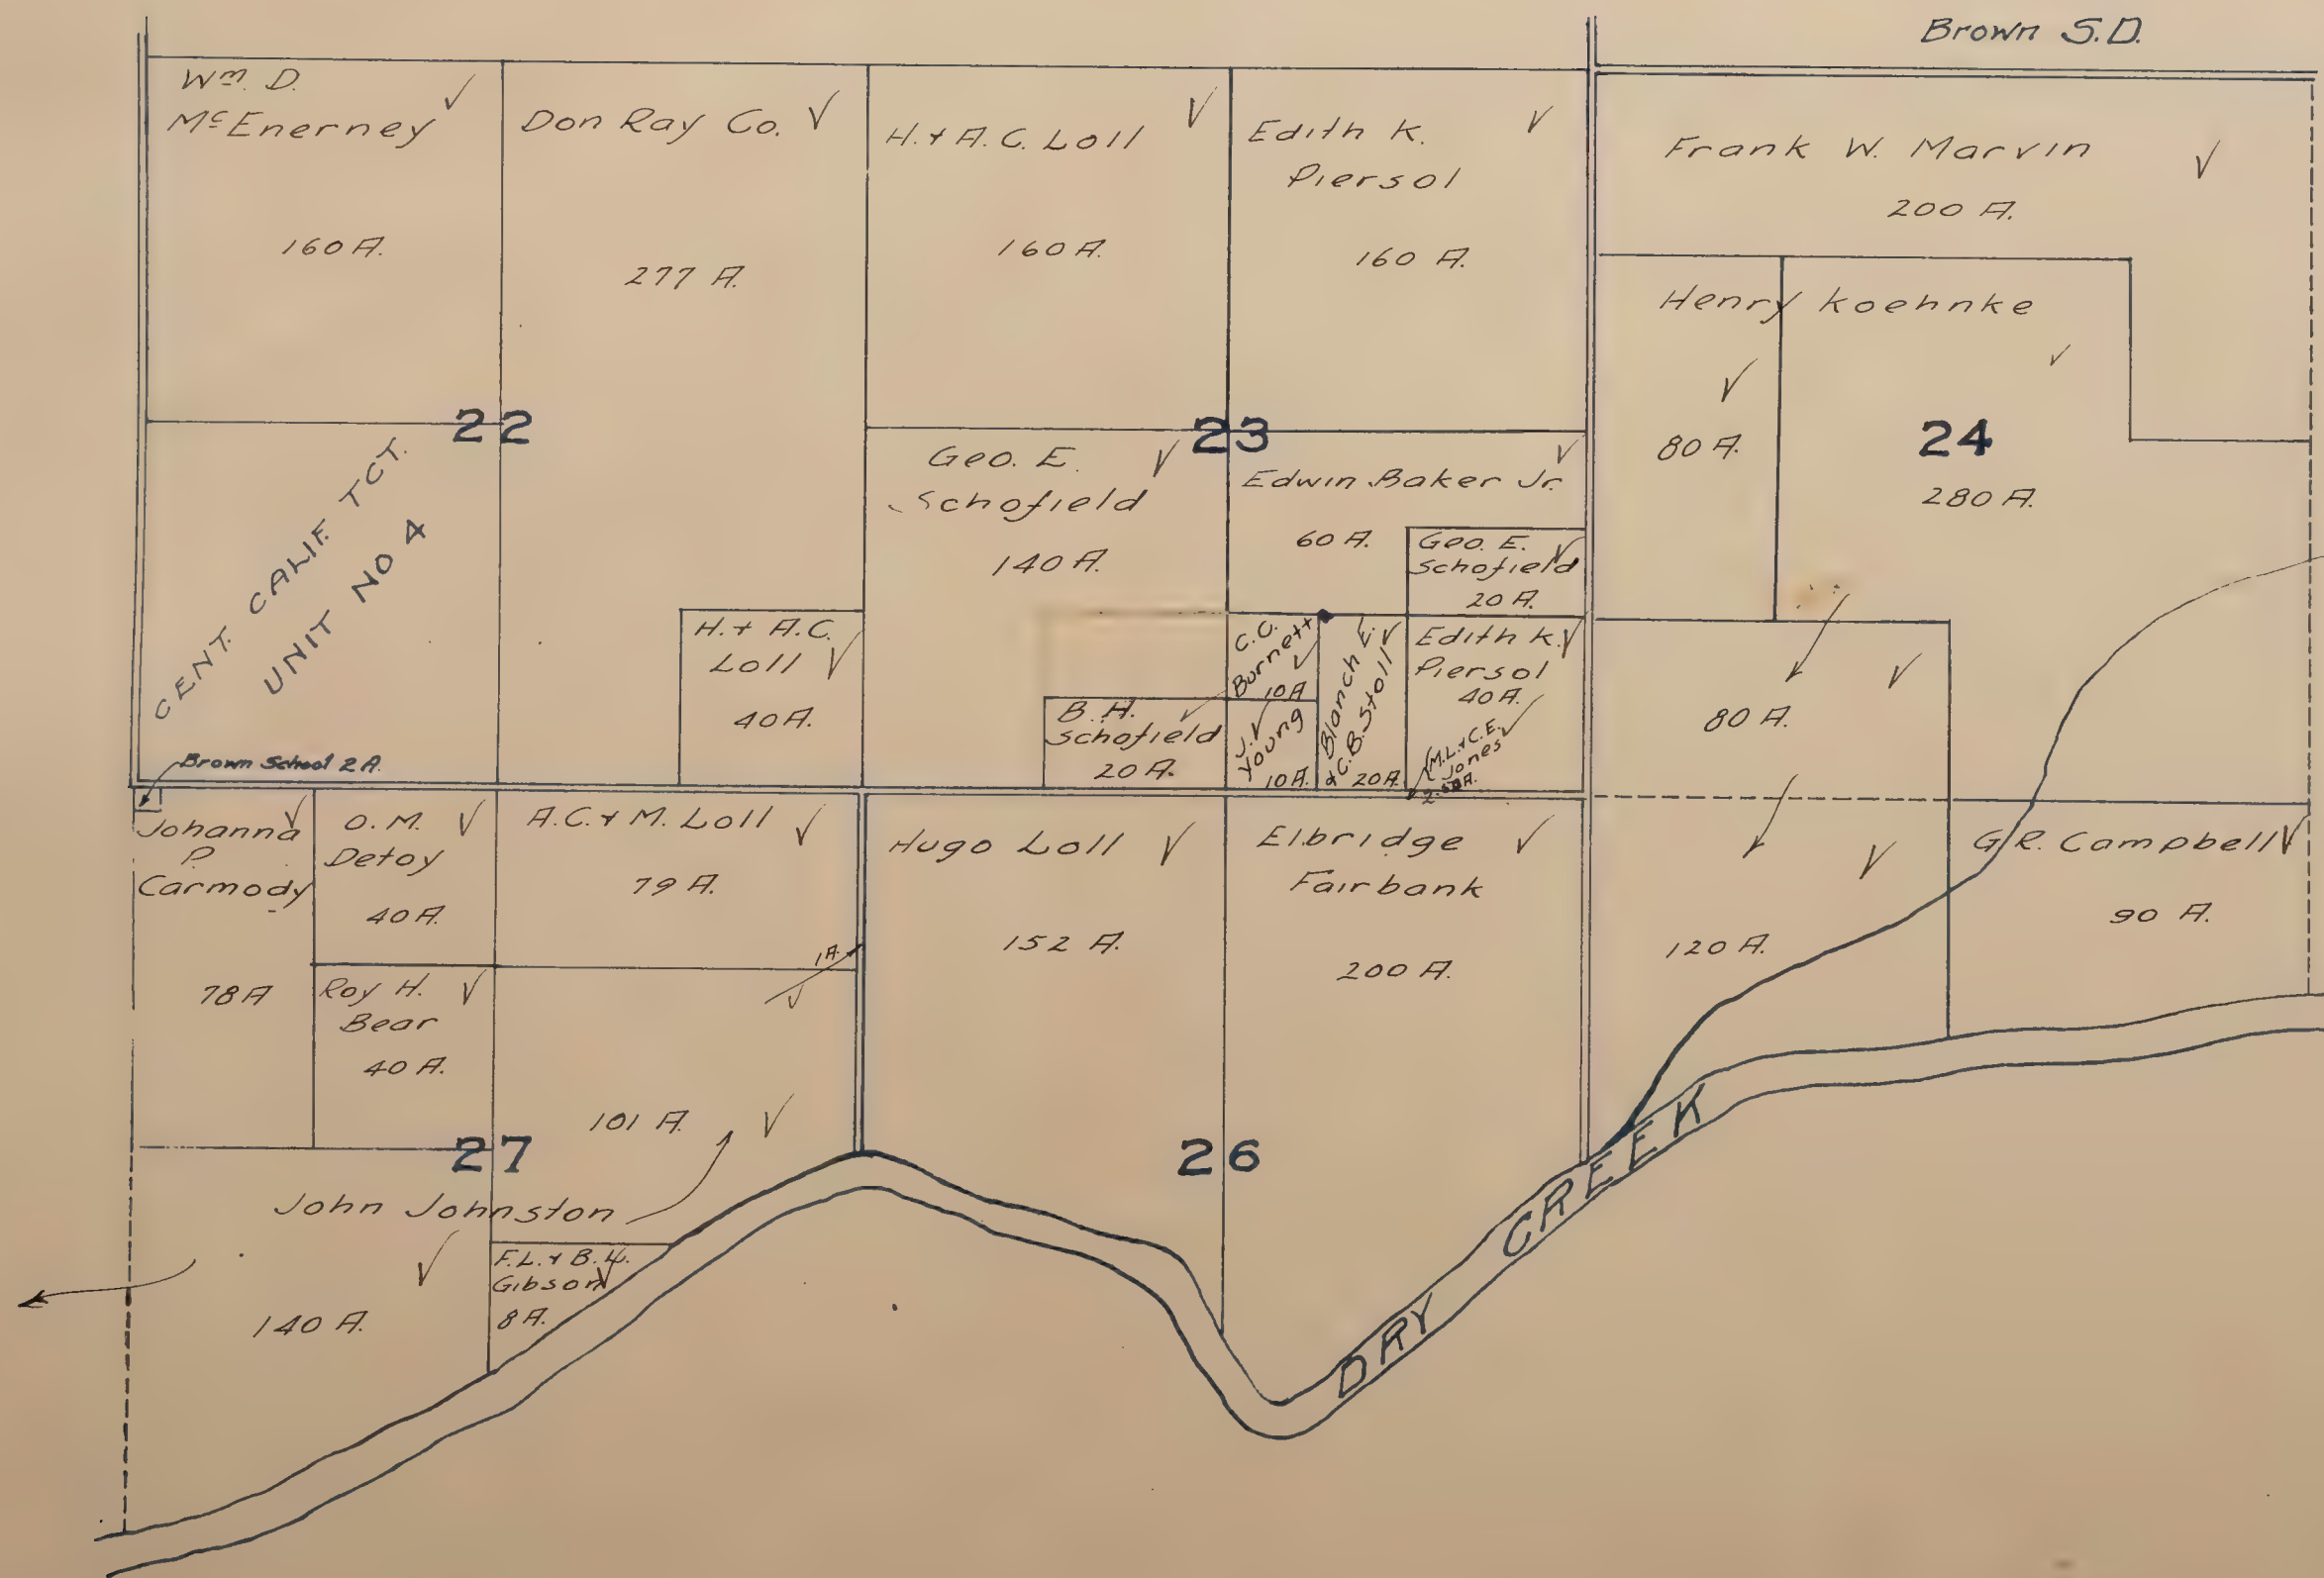 Brown S.D.
Wm. D.
McEnerney
160 A.
Don Ray Co.
277 A.
H. & A.C. Loll
160 A.
Edith K.
Piersol
160 A.
Frank W. Marvin
200 A.
22
CENT. CALIF. TCT.
UNIT NO 4
H. & A.C.
Loll
40 A.
Brown School 2 A.
23
Geo. E.
Schofield
140 A.
Edwin Baker Jr.
60 A.
Geo. E.
Schofield
20 A.
B.H.
Schofield
20 A.
C.C.
Burnett
10 A
J.
Young
10 A.
Blanch E.
& C.B. Stoll
20 A.
Edith K.
Piersol
40 A.
M.L. & C.E.
Jones
Henry Koehnke
80 A.
24
280 A.
80 A.
120 A.
G.R. Campbell
90 A.
Johanna
P.
Carmody
78 A
O.M.
Detoy
40 A.
A.C. & M. Loll
79 A.
1 A.
Roy H.
Bear
40 A.
101 A.
27
John Johnston
140 A.
F.L. & B.
Gibson
8 A.
Hugo Loll
152 A.
Elbridge
Fairbank
200 A.
26
DRY CREEK